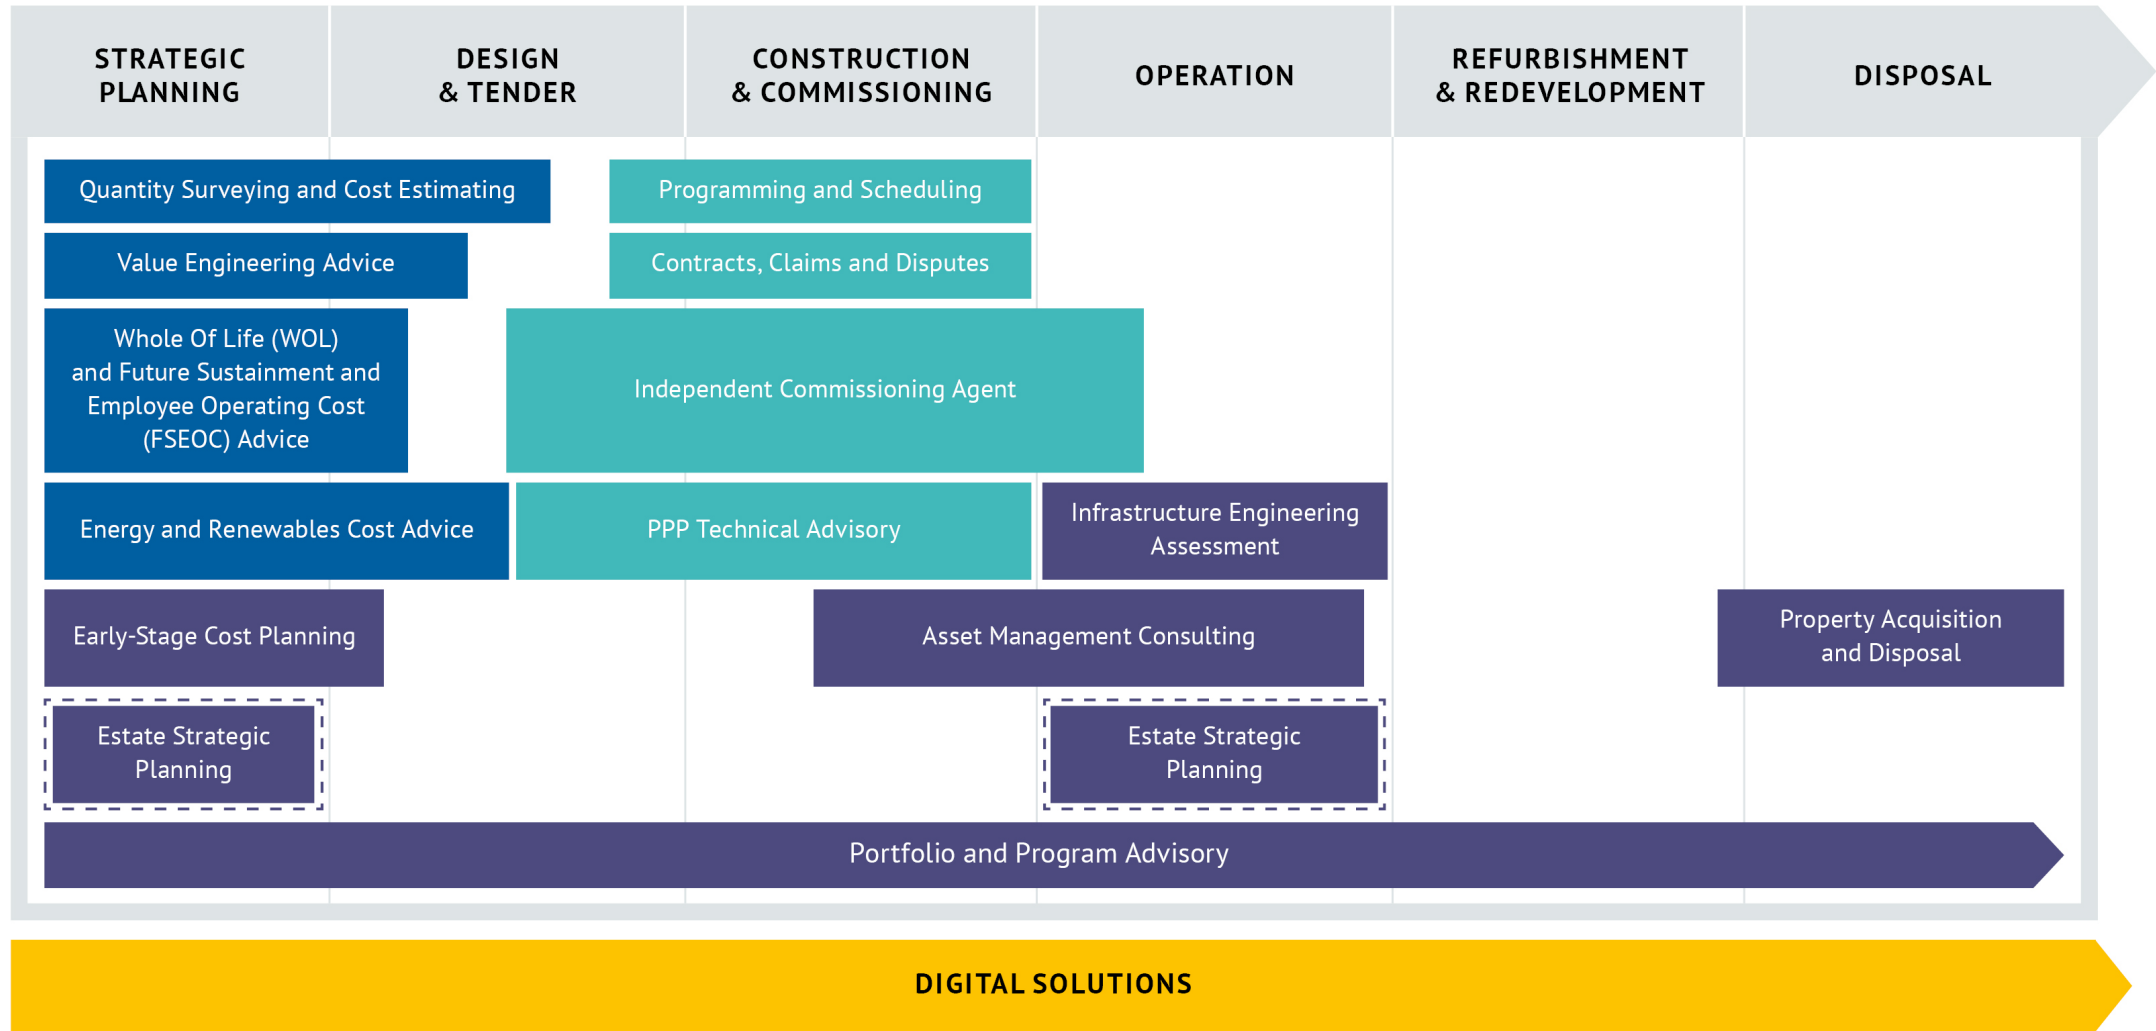 STRATEGIC
PLANNING
DESIGN
& TENDER
CONSTRUCTION
& COMMISSIONING
OPERATION
REFURBISHMENT
& REDEVELOPMENT
DISPOSAL
Quantity Surveying and Cost Estimating
Programming and Scheduling
Value Engineering Advice
Contracts, Claims and Disputes
Whole Of Life (WOL)
and Future Sustainment and
Employee Operating Cost
(FSEOC) Advice
Independent Commissioning Agent
Energy and Renewables Cost Advice
PPP Technical Advisory
Infrastructure Engineering
Assessment
Early-Stage Cost Planning
Asset Management Consulting
Property Acquisition
and Disposal
Estate Strategic
Planning
Estate Strategic
Planning
Portfolio and Program Advisory
DIGITAL SOLUTIONS